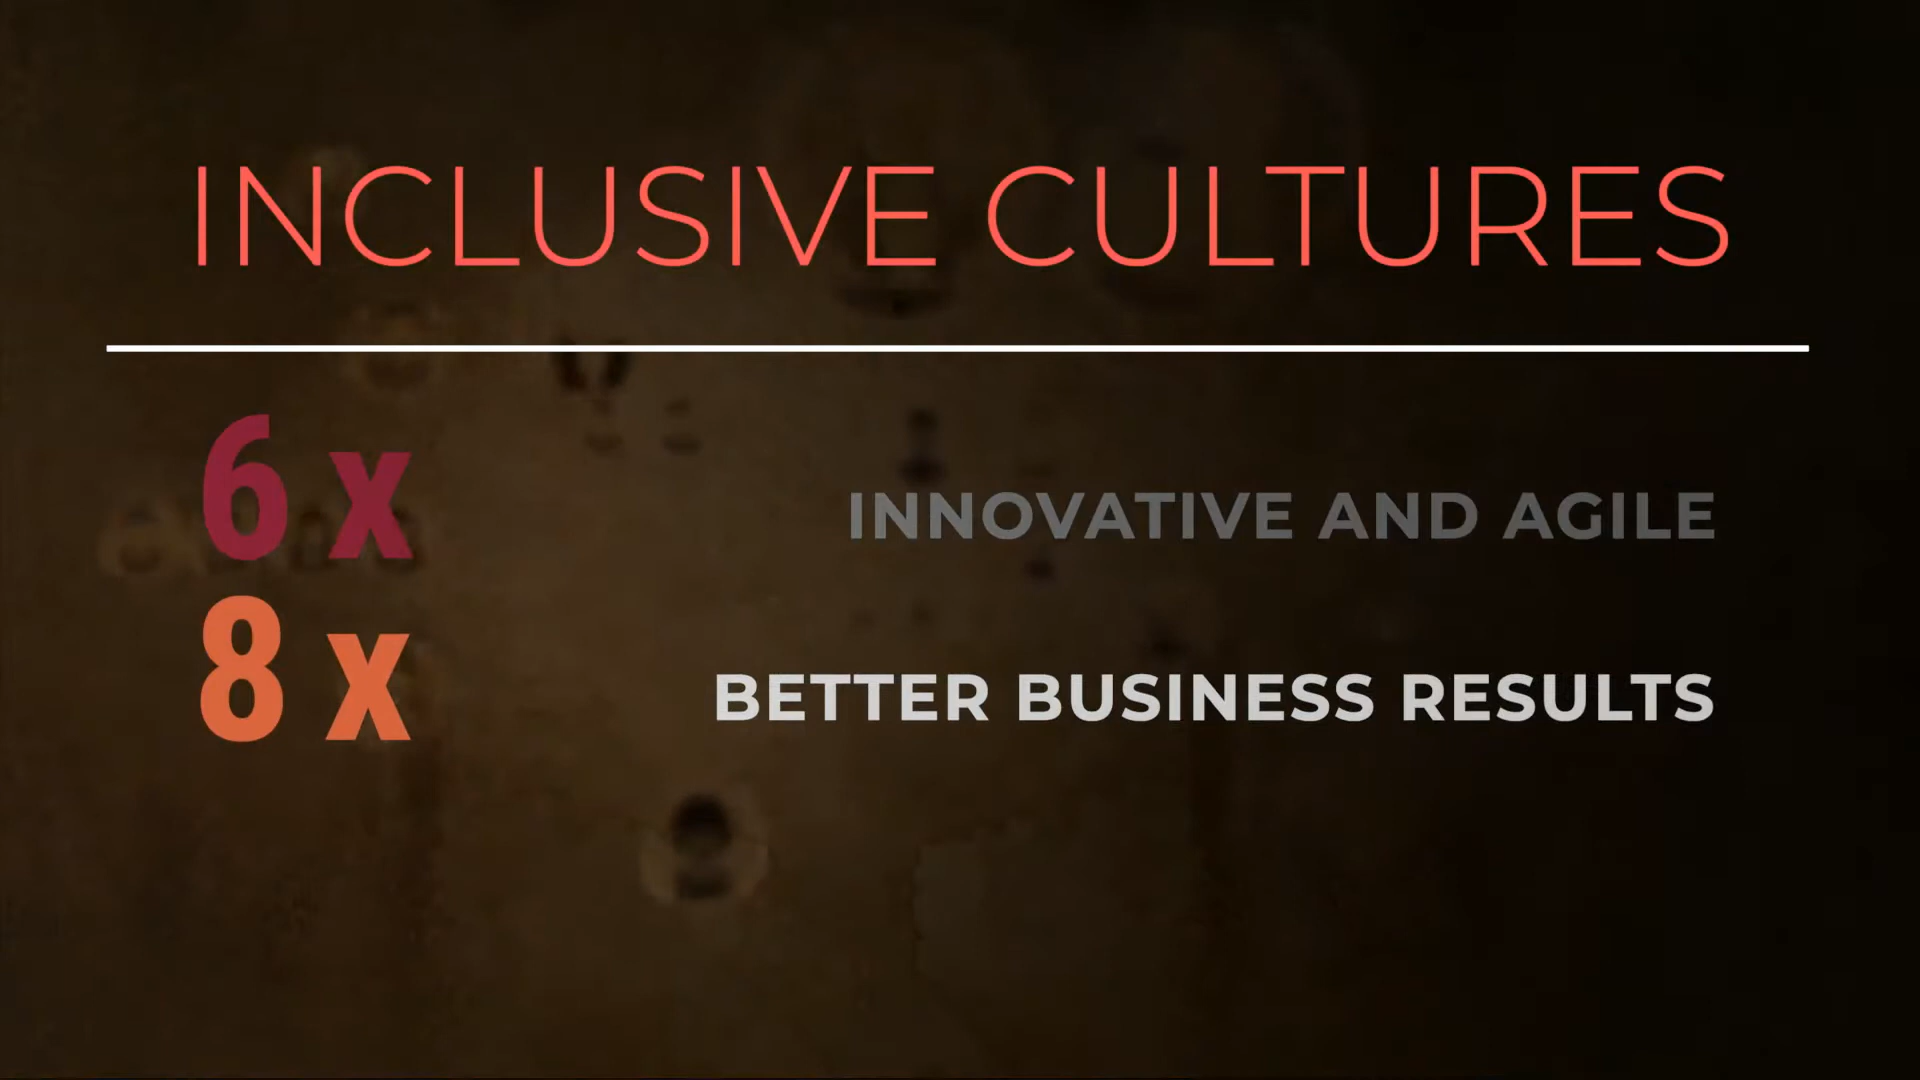 INCLUSIVE CULTURES
6 x INNOVATIVE AND AGILE
8 x BETTER BUSINESS RESULTS